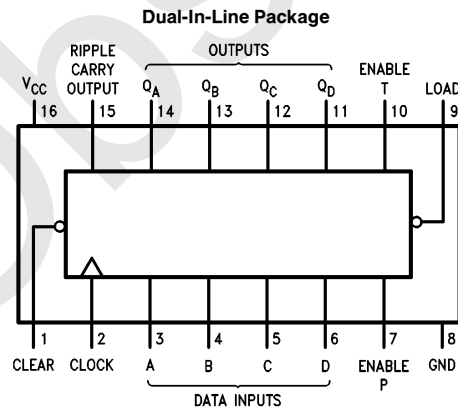 Dual-In-Line Package
OUTPUTS
RIPPLE
CARRY
OUTPUT
VCC
QA
QB
QC
QD
ENABLE
T
LOAD
16
15
14
13
12
11
10
9
1
2
3
4
5
6
7
8
CLEAR
CLOCK
A
B
C
D
ENABLE
P
GND
DATA INPUTS